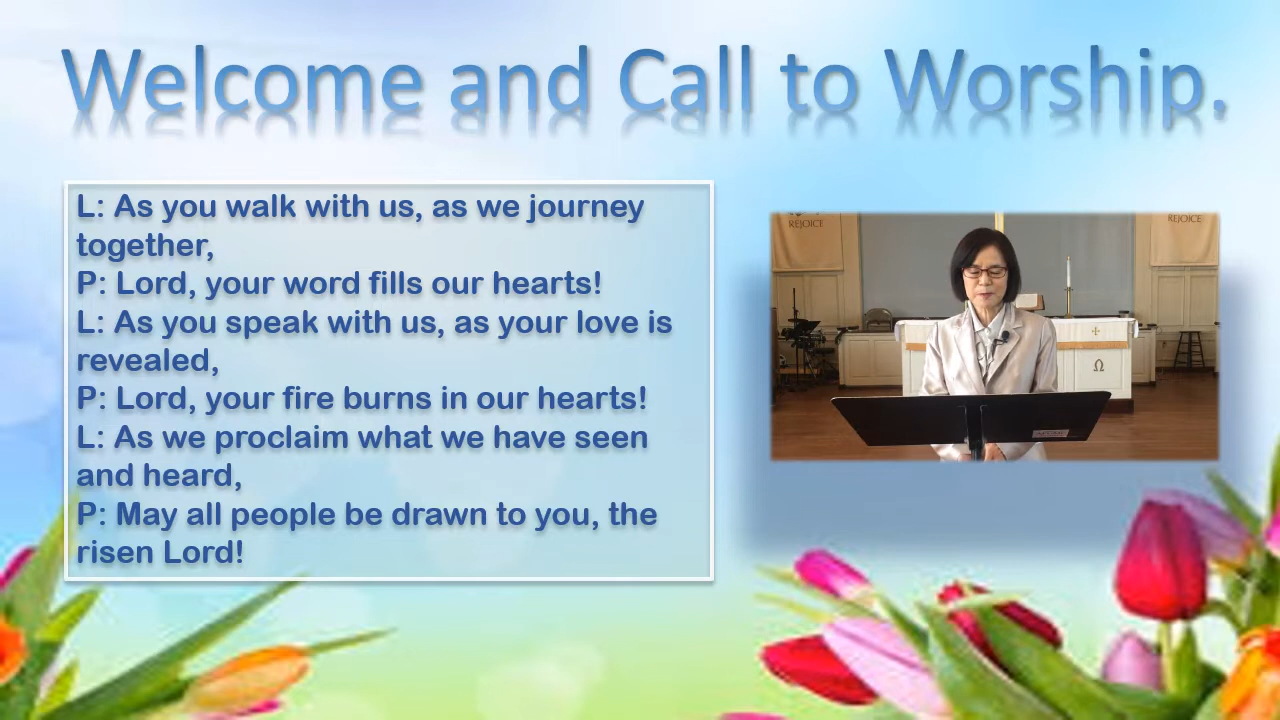 Welcome and Call to Worship.
L: As you walk with us, as we journey
together,
P: Lord, your word fills our hearts!
L: As you speak with us, as your love is
revealed,
P: Lord, your fire burns in our hearts!
L: As we proclaim what we have seen
and heard,
P: May all people be drawn to you, the
risen Lord!
REJOICE
REJOICE
Ω